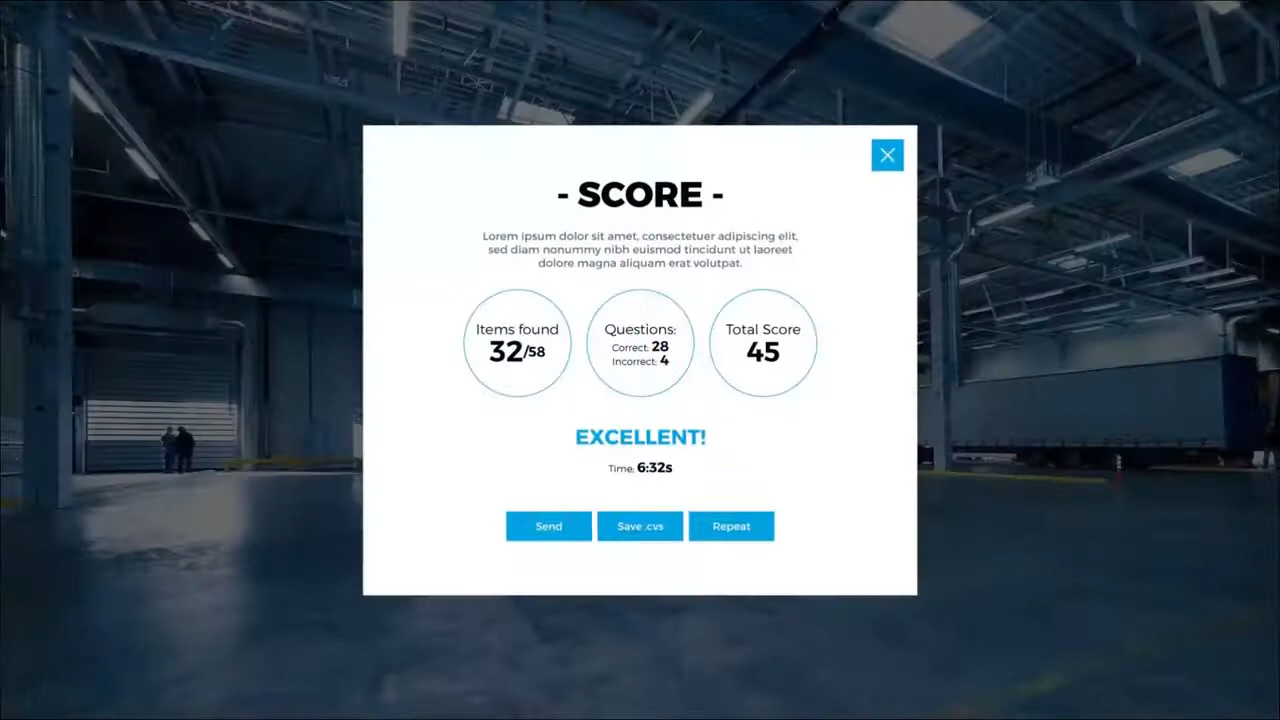 - SCORE -
Lorem ipsum dolor sit amet, consectetuer adipiscing elit,
sed diam nonummy nibh euismod tincidunt ut laoreet
dolore magna aliquam erat volutpat.
Items found
32/58
Questions:
Correct: 28
Incorrect: 4
Total Score
45
EXCELLENT!
Time: 6:32s
Send
Save .cvs
Repeat